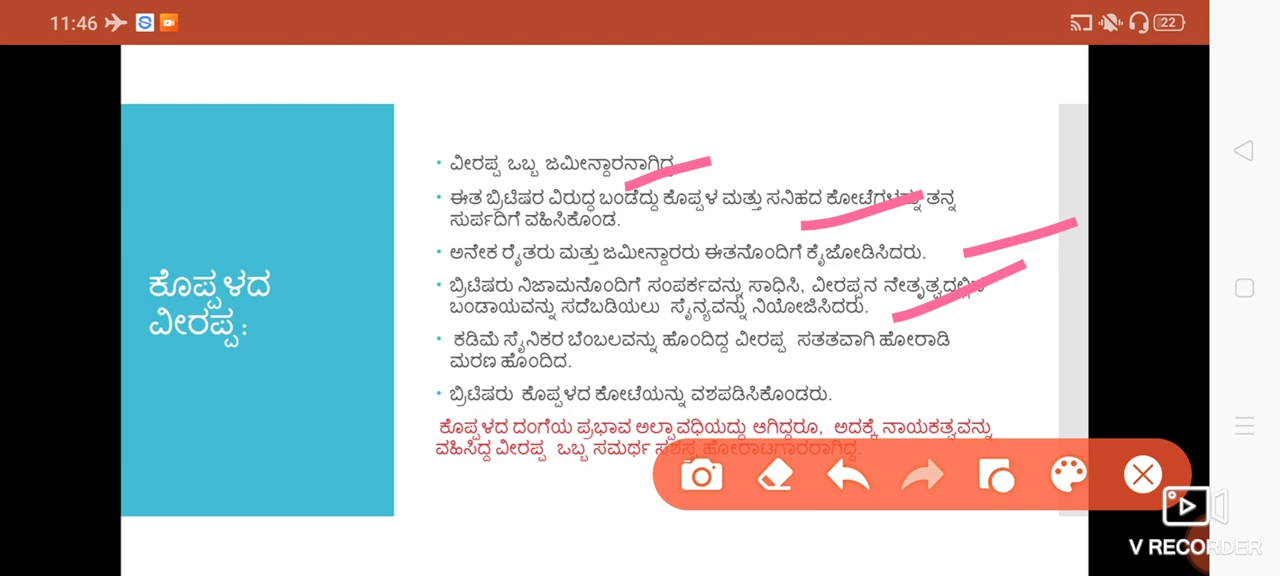 11:46
22
ಕೊಪ್ಪಳದ
ವೀರಪ್ಪ:
• ವೀರಪ್ಪ ಒಬ್ಬ ಜಮೀನ್ದಾರನಾಗಿದ್ದ
• ಈತ ಬ್ರಿಟಿಷರ ವಿರುದ್ಧ ಬಂಡೆದ್ದು ಕೊಪ್ಪಳ ಮತ್ತು ಸನಿಹದ ಕೋಟೆಗಳನ್ನು ತನ್ನ
ಸುರ್ಪದಿಗೆ ವಹಿಸಿಕೊಂಡ.
• ಅನೇಕ ರೈತರು ಮತ್ತು ಜಮೀನ್ದಾರರು ಈತನೊಂದಿಗೆ ಕೈಜೋಡಿಸಿದರು.
• ಬ್ರಿಟಿಷರು ನಿಜಾಮನೊಂದಿಗೆ ಸಂಪರ್ಕವನ್ನು ಸಾಧಿಸಿ, ವೀರಪ್ಪನ ನೇತೃತ್ವದಲ್ಲಿನ
ಬಂಡಾಯವನ್ನು ಸದೆಬಡಿಯಲು ಸೈನ್ಯವನ್ನು ನಿಯೋಜಿಸಿದರು.
• ಕಡಿಮೆ ಸೈನಿಕರ ಬೆಂಬಲವನ್ನು ಹೊಂದಿದ್ದ ವೀರಪ್ಪ ಸತತವಾಗಿ ಹೋರಾಡಿ
ಮರಣ ಹೊಂದಿದ.
• ಬ್ರಿಟಿಷರು ಕೊಪ್ಪಳದ ಕೋಟೆಯನ್ನು ವಶಪಡಿಸಿಕೊಂಡರು.
ಕೊಪ್ಪಳದ ದಂಗೆಯ ಪ್ರಭಾವ ಅಲ್ಪಾವಧಿಯದ್ದು ಆಗಿದ್ದರೂ, ಅದಕ್ಕೆ ನಾಯಕತ್ವವನ್ನು
ವಹಿಸಿದ್ದ ವೀರಪ್ಪ ಒಬ್ಬ ಸಮರ್ಥ ಸಶಸ್ತ್ರ ಹೋರಾಟಗಾರರಾಗಿದ್ದ.
V RECORDER